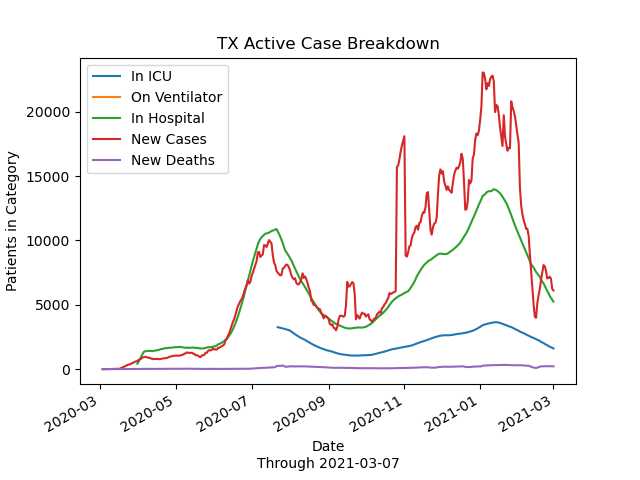 TX Active Case Breakdown
In ICU
On Ventilator
In Hospital
New Cases
New Deaths
Patients in Category
20000
15000
10000
5000
0
2020-03
2020-05
2020-07
2020-09
2020-11
2021-01
2021-03
Date
Through 2021-03-07